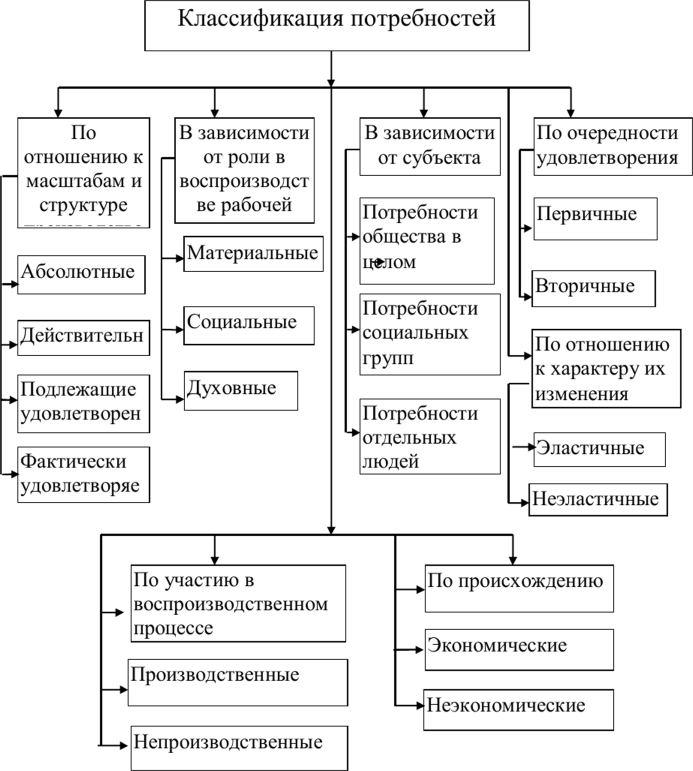 Классификация потребностей
По
отношению к
масштабам и
структуре
Абсолютные
Действительн
Подлежащие
удовлетворен
Фактически
удовлетворяе
В зависимости
от роли в
воспроизводст
ве рабочей
Материальные
Социальные
Духовные
В зависимости
от субъекта
Потребности
общества в
целом
Потребности
социальных
групп
Потребности
отдельных
людей
По очередности
удовлетворения
Первичные
Вторичные
По отношению
к характеру их
изменения
Эластичные
Неэластичные
По участию в
воспроизводственном
процессе
Производственные
Непроизводственные
По происхождению
Экономические
Неэкономические